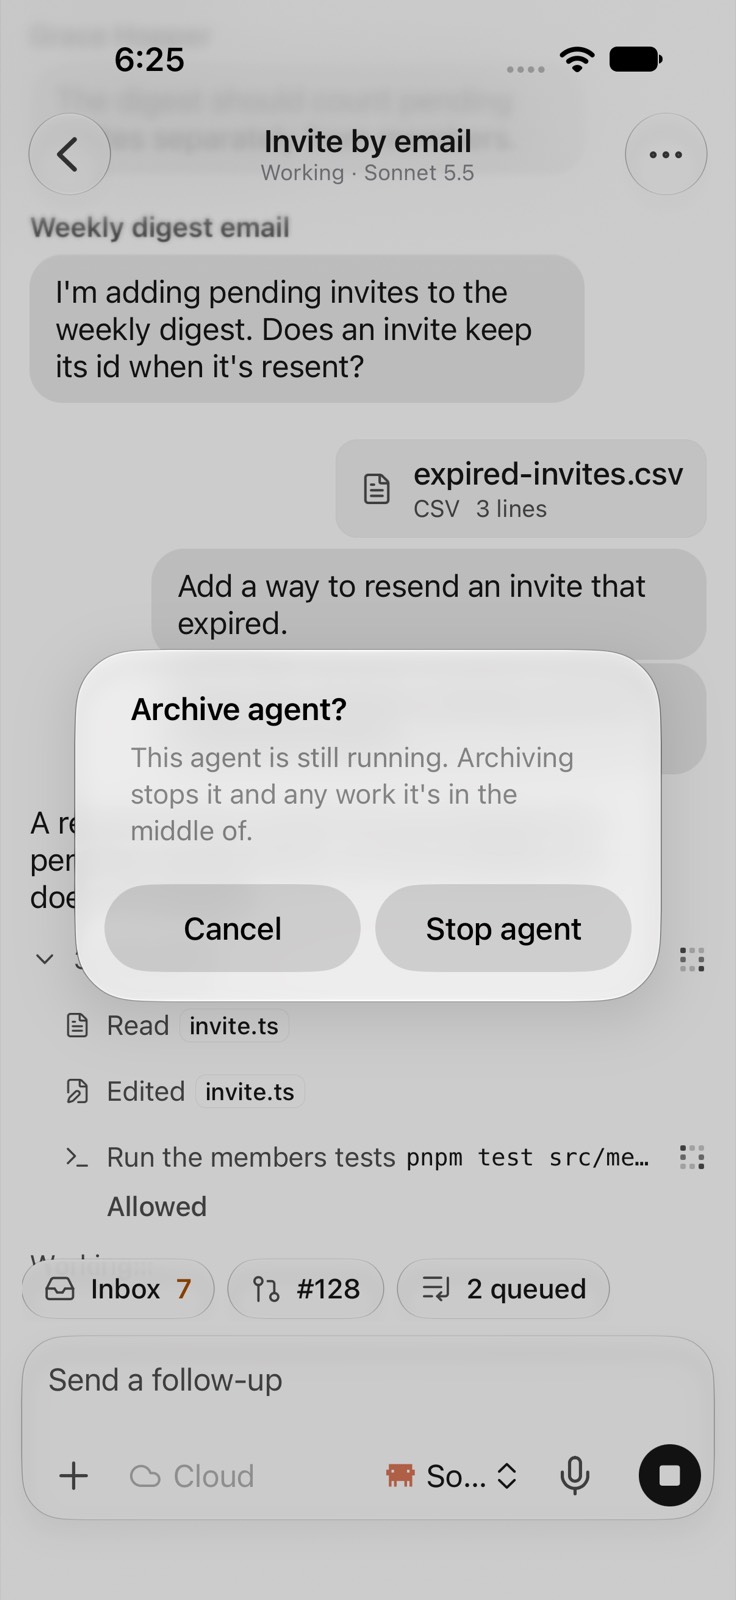 6:25
Invite by email
Working · Sonnet 5.5
Weekly digest email
I'm adding pending invites to the
weekly digest. Does an invite keep
its id when it's resent?
expired-invites.csv
CSV 3 lines
Add a way to resend an invite that
expired.
Archive agent?
This agent is still running. Archiving
stops it and any work it's in the
middle of.
Cancel
Stop agent
Read invite.ts
Edited invite.ts
Run the members tests pnpm test src/me…
Allowed
Working...
Inbox 7
#128
2 queued
Send a follow-up
Cloud
So...